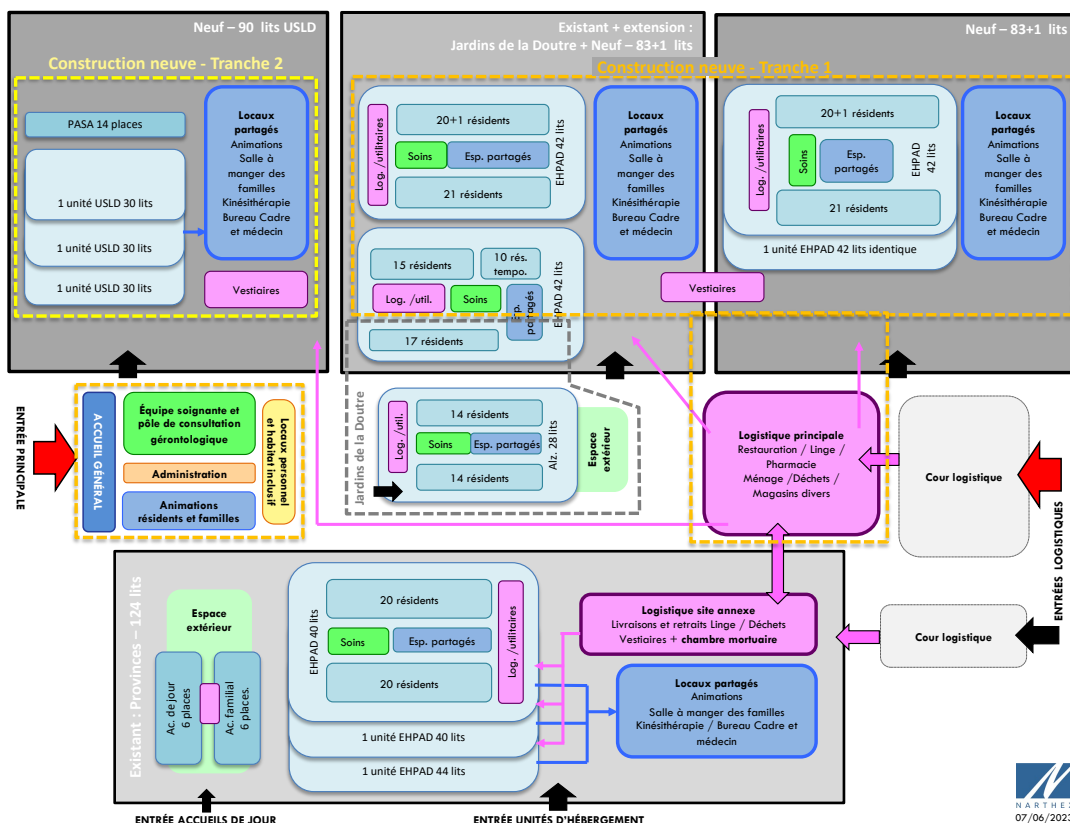 Neuf – 90 lits USLD
Construction neuve - Tranche 2
PASA 14 places
1 unité USLD 30 lits
1 unité USLD 30 lits
1 unité USLD 30 lits
Locaux
partagés
Animations
Salle à
manger des
familles
Kinésithérapie
Bureau Cadre
et médecin
Vestiaires
Existant + extension :
Jardins de la Doutre + Neuf – 83+1 lits
Construction neuve - Tranche 1
Log. /utilitaires
20+1 résidents
Soins
Esp. partagés
21 résidents
EHPAD 42 lits
Locaux
partagés
Animations
Salle à
manger des
familles
Kinésithérapie
Bureau Cadre
et médecin
15 résidents
10 rés.
tempo.
Log. /util.
Soins
Esp.
partagés
17 résidents
EHPAD 42 lits
Vestiaires
Neuf – 83+1 lits
Log. /utilitaires
20+1 résidents
Soins
Esp.
partagés
EHPAD
42 lits
21 résidents
1 unité EHPAD 42 lits identique
Locaux
partagés
Animations
Salle à
manger des
familles
Kinésithérapie
Bureau Cadre
et médecin
ENTRÉE PRINCIPALE
ACCUEIL GÉNÉRAL
Équipe soignante et
pôle de consultation
gérontologique
Administration
Animations
résidents et familles
Locaux personnel
et habitat inclusif
Jardins de la Doutre
Log. /util.
14 résidents
Soins
Esp. partagés
14 résidents
Alz. 28 lits
Espace
extérieur
Logistique principale
Restauration / Linge /
Pharmacie
Ménage /Déchets /
Magasins divers
Cour logistique
ENTRÉES LOGISTIQUES
Existant : Provinces – 124 lits
Espace
extérieur
Ac. de jour
6 places
Ac. familial
6 places.
EHPAD 40 lits
20 résidents
Soins
Esp. partagés
20 résidents
Log. /utilitaires
1 unité EHPAD 40 lits
1 unité EHPAD 44 lits
Logistique site annexe
Livraisons et retraits Linge / Déchets
Vestiaires + chambre mortuaire
Cour logistique
Locaux partagés
Animations
Salle à manger des familles
Kinésithérapie / Bureau Cadre et
médecin
ENTRÉE ACCUEILS DE JOUR
ENTRÉE UNITÉS D'HÉBERGEMENT
07/06/2023